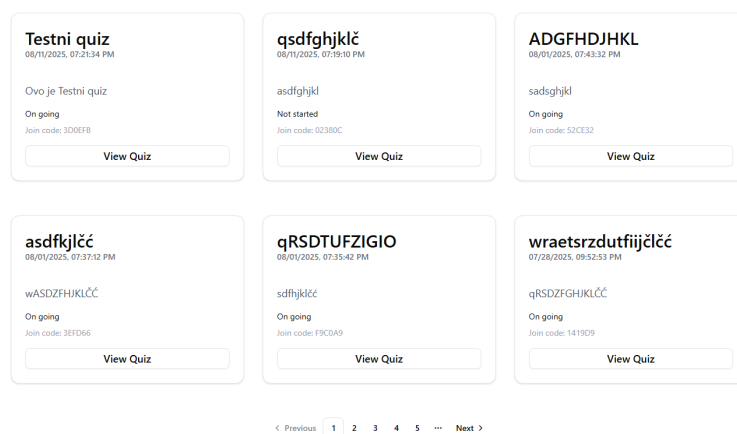 Testni quiz
08/11/2025, 07:21:34 PM
Ovo je Testni quiz
On going
Join code: 3D0EFB
View Quiz
qsdfghjklč
08/11/2025, 07:19:10 PM
asdfghjkl
Not started
Join code: 02380C
View Quiz
ADGFHDJHKL
08/01/2025, 07:43:32 PM
sadsghjkl
On going
Join code: 52CE32
View Quiz
asdfkjlčć
08/01/2025, 07:37:12 PM
wASDZFHJKLČĆ
On going
Join code: 3EFD66
View Quiz
qRSDTUFZIGIO
08/01/2025, 07:35:42 PM
sdfhjklčć
On going
Join code: F9C0A9
View Quiz
wraetsrzdutfiijčlčć
07/28/2025, 09:52:53 PM
qRSDZFGHJKLČĆ
On going
Join code: 1419D9
View Quiz
< Previous 1 2 3 4 5 ··· Next >